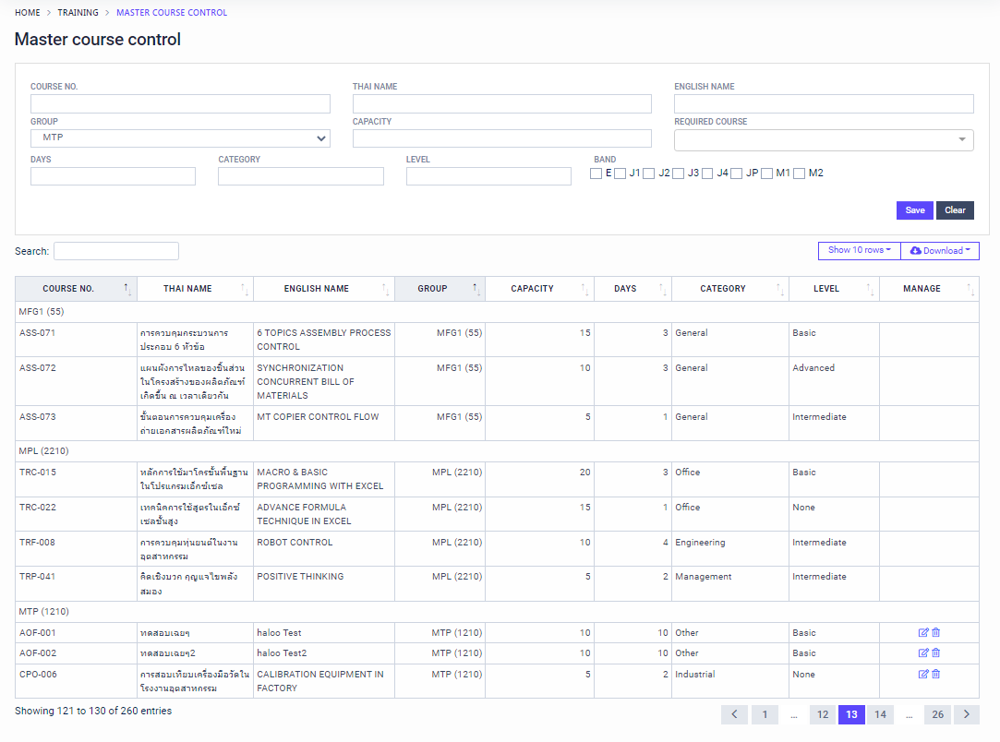 HOME > TRAINING > MASTER COURSE CONTROL
Master course control
COURSE NO. THAI NAME ENGLISH NAME
GROUP CAPACITY REQUIRED COURSE
MTP
DAYS CATEGORY LEVEL BAND
E J1 J2 J3 J4 JP M1 M2
Save Clear
Search: Show 10 rows Download
COURSE NO. THAI NAME ENGLISH NAME GROUP CAPACITY DAYS CATEGORY LEVEL MANAGE
MFG1 (55)
ASS-071 การควบคุมกระบวนการ 6 TOPICS ASSEMBLY PROCESS MFG1 (55) 15 3 General Basic
ประกอบ 6 หัวข้อ CONTROL
ASS-072 แผนผังการไหลของชิ้นส่วน SYNCHRONIZATION MFG1 (55) 10 3 General Advanced
ในโครงสร้างของผลิตภัณฑ์ CONCURRENT BILL OF
เกิดขึ้น ณ เวลาเดียวกัน MATERIALS
ASS-073 ขั้นตอนการควบคุมเครื่อง MT COPIER CONTROL FLOW MFG1 (55) 5 1 General Intermediate
ถ่ายเอกสารผลิตภัณฑ์ใหม่
MPL (2210)
TRC-015 หลักการใช้มาโครขั้นพื้นฐาน MACRO & BASIC MPL (2210) 20 3 Office Basic
ในโปรแกรมเอ็กซ์เซล PROGRAMMING WITH EXCEL
TRC-022 เทคนิคการใช้สูตรในเอ็กซ์ ADVANCE FORMULA MPL (2210) 15 1 Office None
เซลขั้นสูง TECHNIQUE IN EXCEL
TRF-008 การควบคุมหุ่นยนต์ในงาน ROBOT CONTROL MPL (2210) 10 4 Engineering Intermediate
อุตสาหกรรม
TRP-041 คิดเชิงบวก กุญแจไขพลัง POSITIVE THINKING MPL (2210) 5 2 Management Intermediate
สมอง
MTP (1210)
AOF-001 ทดสอบเฉยๆ haloo Test MTP (1210) 10 10 Other Basic
AOF-002 ทดสอบเฉยๆ2 haloo Test2 MTP (1210) 10 10 Other Basic
CPO-006 การสอบเทียบเครื่องมือวัดใน CALIBRATION EQUIPMENT IN MTP (1210) 5 2 Industrial None
โรงงานอุตสาหกรรม FACTORY
Showing 121 to 130 of 260 entries 1 ... 12 13 14 ... 26